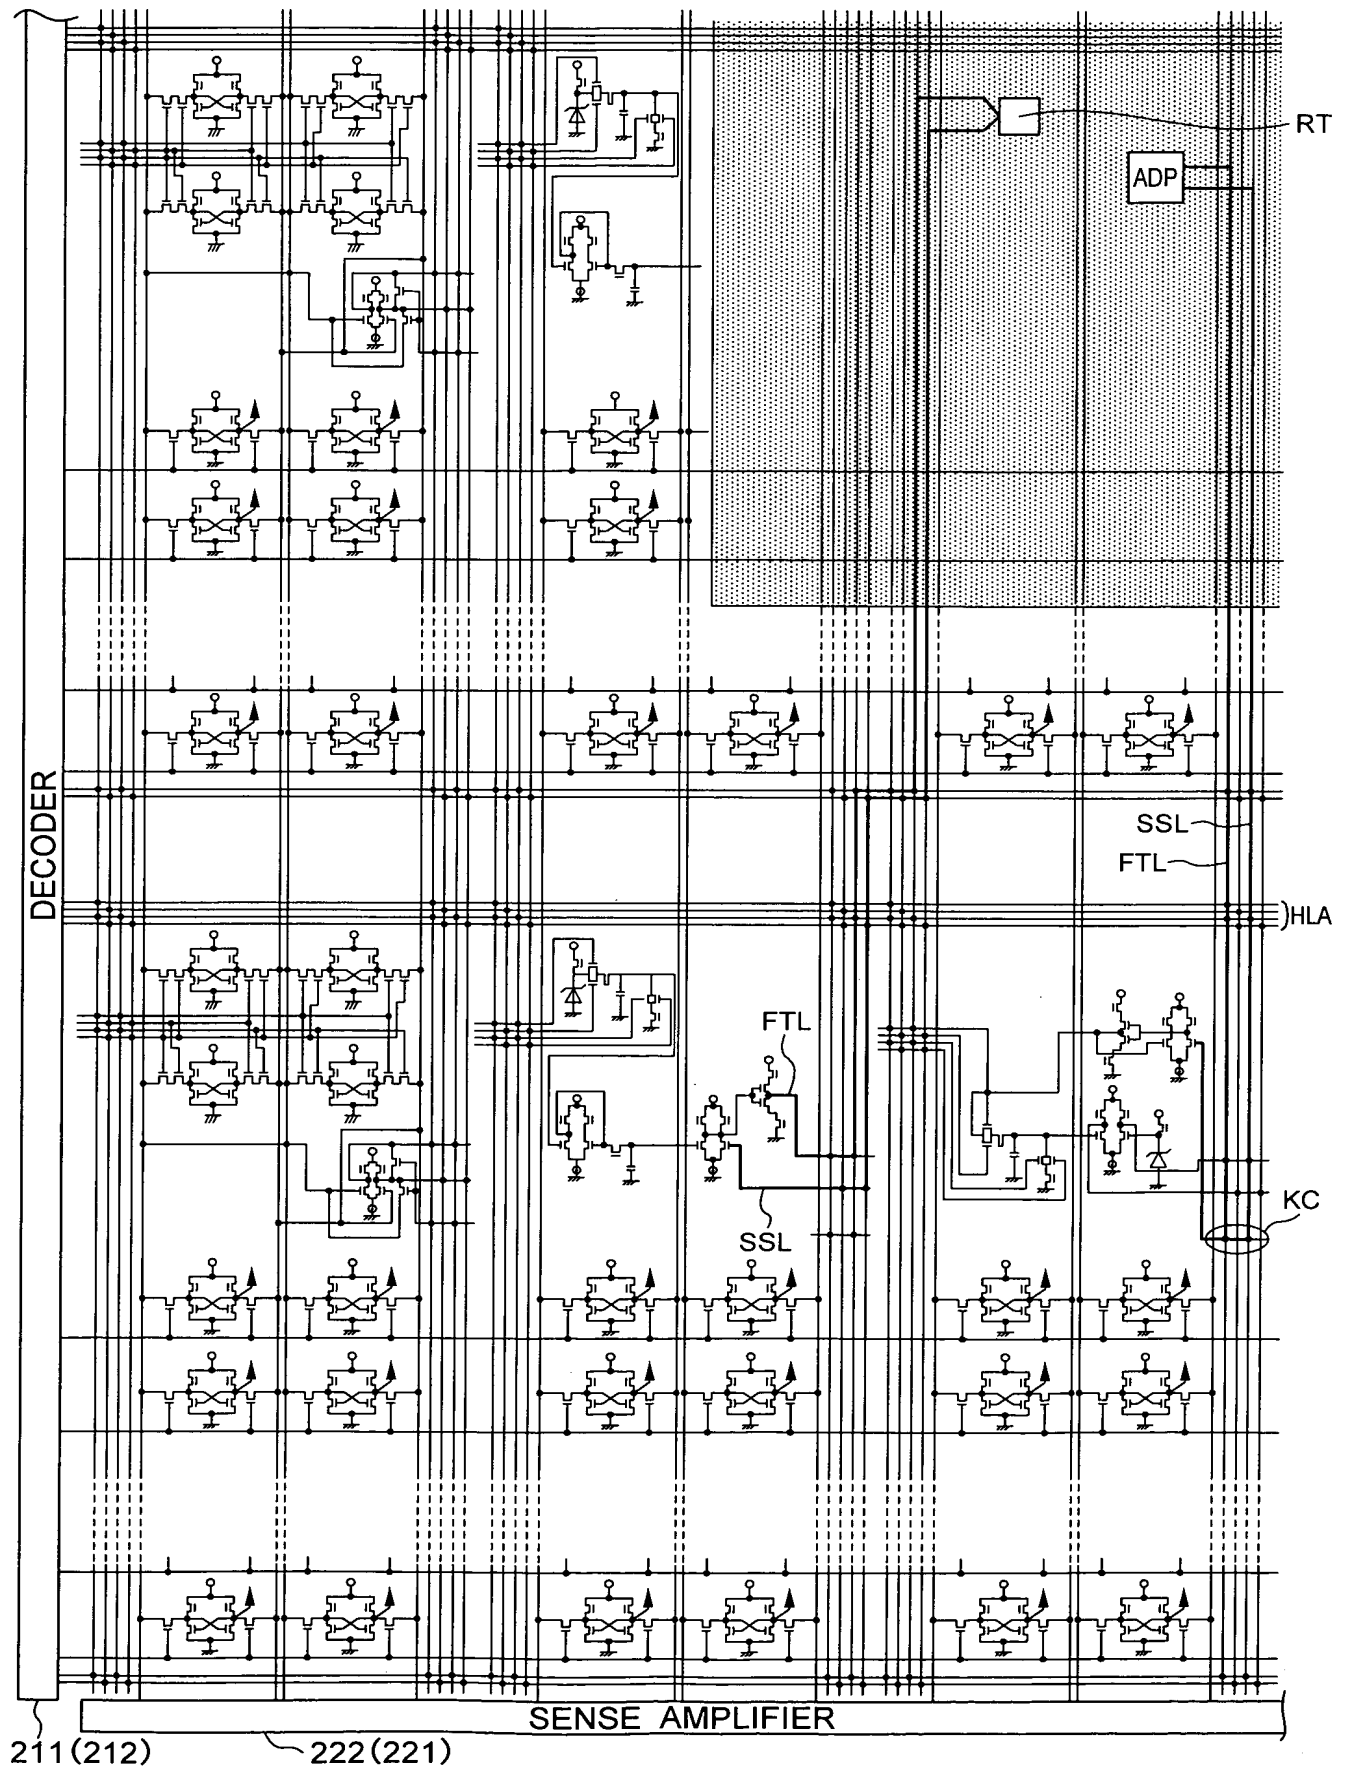 RT
ADP
DECODER
SSL
FTL
HLA
FTL
SSL
KC
SENSE AMPLIFIER
211(212)
222(221)